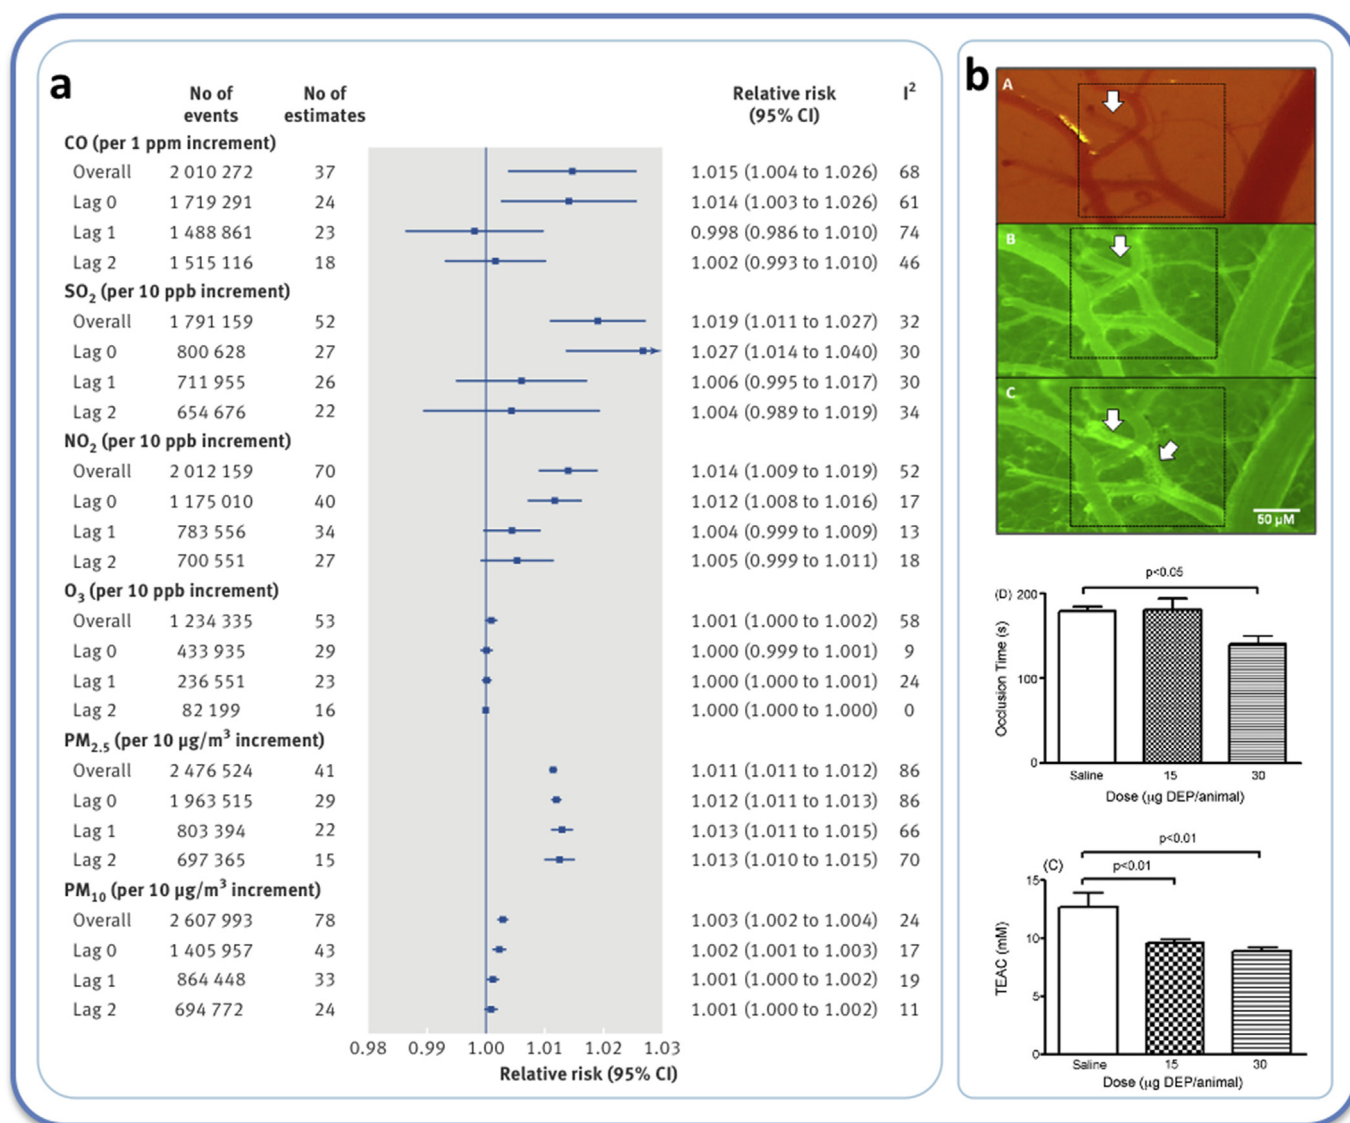 a
No of events No of estimates Relative risk (95% CI) I²
CO (per 1 ppm increment)
Overall 2 010 272 37 1.015 (1.004 to 1.026) 68
Lag 0 1 719 291 24 1.014 (1.003 to 1.026) 61
Lag 1 1 488 861 23 0.998 (0.986 to 1.010) 74
Lag 2 1 515 116 18 1.002 (0.993 to 1.010) 46
SO₂ (per 10 ppb increment)
Overall 1 791 159 52 1.019 (1.011 to 1.027) 32
Lag 0 800 628 27 1.027 (1.014 to 1.040) 30
Lag 1 711 955 26 1.006 (0.995 to 1.017) 30
Lag 2 654 676 22 1.004 (0.989 to 1.019) 34
NO₂ (per 10 ppb increment)
Overall 2 012 159 70 1.014 (1.009 to 1.019) 52
Lag 0 1 175 010 40 1.012 (1.008 to 1.016) 17
Lag 1 783 556 34 1.004 (0.999 to 1.009) 13
Lag 2 700 551 27 1.005 (0.999 to 1.011) 18
O₃ (per 10 ppb increment)
Overall 1 234 335 53 1.001 (1.000 to 1.002) 58
Lag 0 433 935 29 1.000 (0.999 to 1.001) 9
Lag 1 236 551 23 1.000 (1.000 to 1.001) 24
Lag 2 82 199 16 1.000 (1.000 to 1.000) 0
PM₂.₅ (per 10 µg/m³ increment)
Overall 2 476 524 41 1.011 (1.011 to 1.012) 86
Lag 0 1 963 515 29 1.012 (1.011 to 1.013) 86
Lag 1 803 394 22 1.013 (1.011 to 1.015) 66
Lag 2 697 365 15 1.013 (1.010 to 1.015) 70
PM₁₀ (per 10 µg/m³ increment)
Overall 2 607 993 78 1.003 (1.002 to 1.004) 24
Lag 0 1 405 957 43 1.002 (1.001 to 1.003) 17
Lag 1 864 448 33 1.001 (1.000 to 1.002) 19
Lag 2 694 772 24 1.001 (1.000 to 1.002) 11
0.98 0.99 1.00 1.01 1.02 1.03
Relative risk (95% CI)
b
A
B
C
50 µM
p<0.05
(D)
200
100
0
Occlusion Time (s)
Saline 15 30
Dose (µg DEP/animal)
p<0.01
p<0.01
(C)
15
10
5
0
TEAC (mM)
Saline 15 30
Dose (µg DEP/animal)